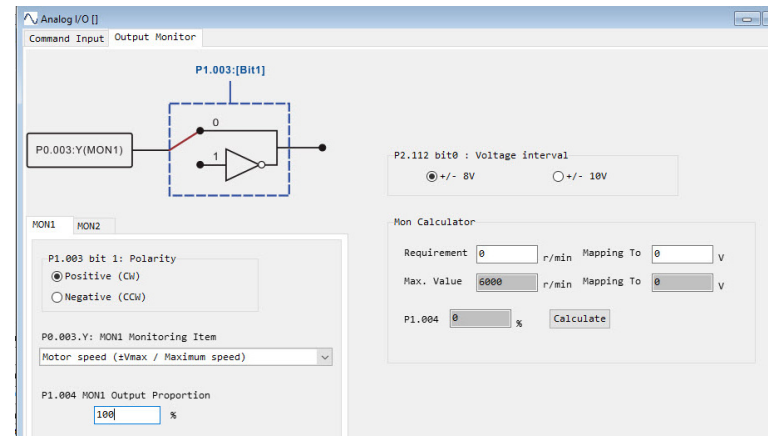 Analog I/O []
Command Input Output Monitor
P1.003:[Bit1]
0
P0.003:Y(MON1)
1
P2.112 bit0 : Voltage interval
+/- 8V +/- 10V
MON1 MON2
P1.003 bit 1: Polarity
Positive (CW)
Negative (CCW)
P0.003.Y: MON1 Monitoring Item
Motor speed (±Vmax / Maximum speed)
P1.004 MON1 Output Proportion
100 %
Mon Calculator
Requirement 0 r/min Mapping To 0 V
Max. Value 6000 r/min Mapping To 0 V
P1.004 0 % Calculate